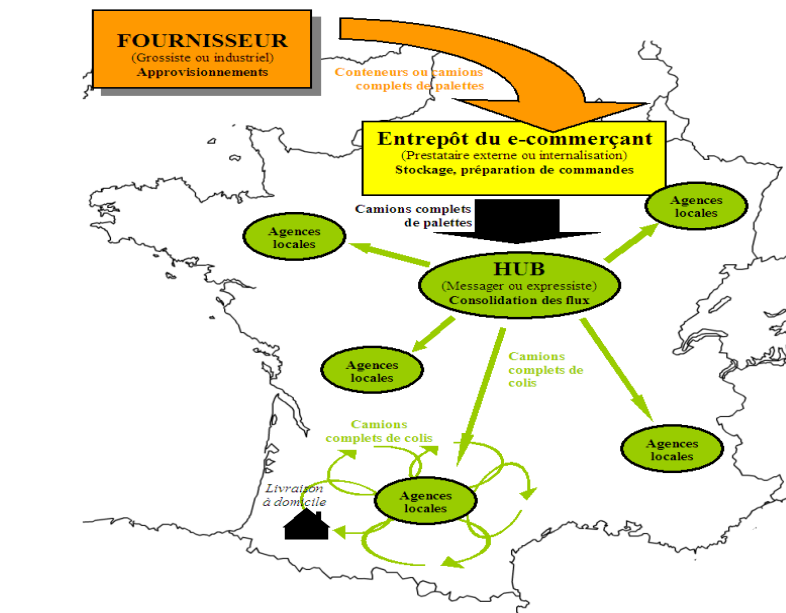 FOURNISSEUR
(Grossiste ou industriel)
Approvisionnements
Conteneurs ou camions
complets de palettes
Entrepôt du e-commerçant
(Prestataire externe ou internalisation)
Stockage, préparation de commandes
Camions complets
de palettes
Agences
locales
Agences
locales
HUB
(Messager ou expressiste)
Consolidation des flux
Agences
locales
Camions
complets de
colis
Camions
complets de colis
Agences
locales
Livraison
à domicile
Agences
locales